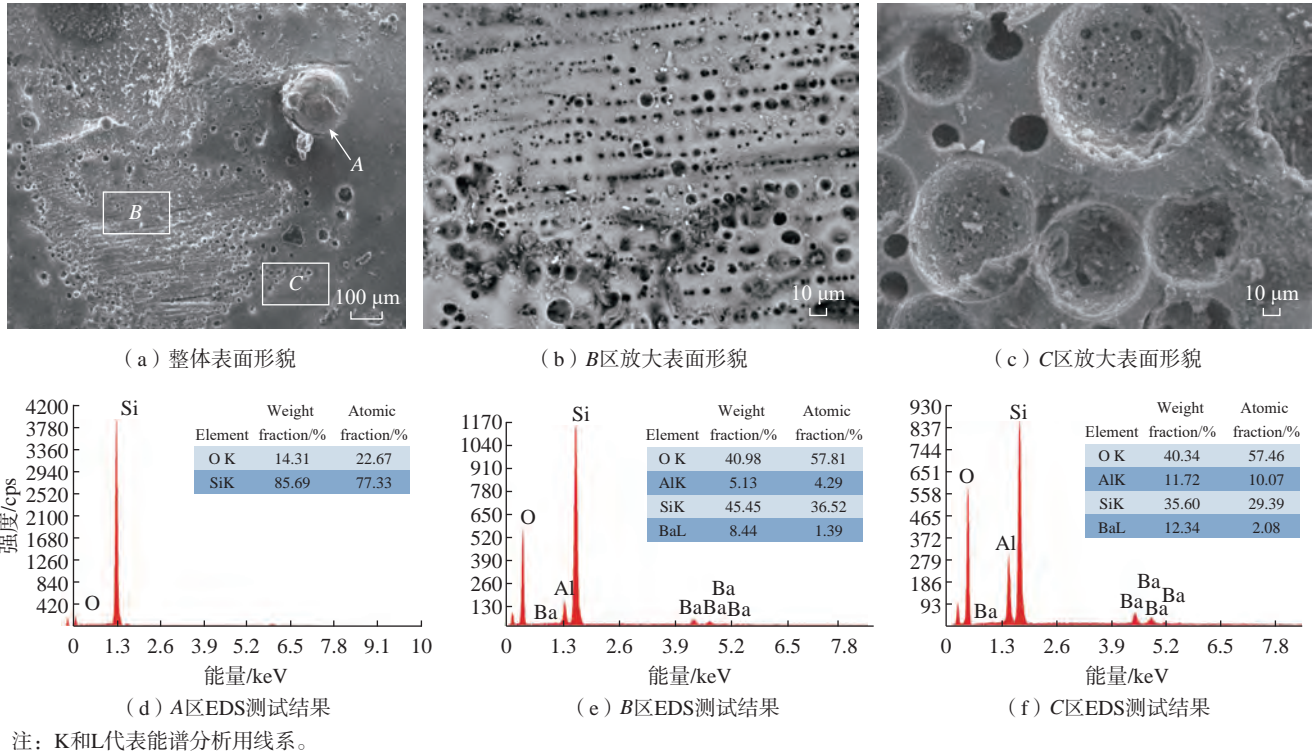 A
B
C
100 μm
10 μm
10 μm
（a）整体表面形貌
（b）B区放大表面形貌
（c）C区放大表面形貌
4200
3780
3360
2940
2520
2100
1680
1260
840
420
强度/cps
Si
O
Element Weight fraction/% Atomic fraction/%
O K 14.31 22.67
SiK 85.69 77.33
0 1.3 2.6 3.9 5.2 6.5 7.8 9.1 10
能量/keV
（d）A区EDS测试结果
1170
1040
910
780
650
520
390
260
130
Si
O
Al
Ba
Ba
BaBaBa
Element Weight fraction/% Atomic fraction/%
O K 40.98 57.81
AlK 5.13 4.29
SiK 45.45 36.52
BaL 8.44 1.39
0 1.3 2.6 3.9 5.2 6.5 7.8
能量/keV
（e）B区EDS测试结果
930
837
744
651
558
465
372
279
186
93
Si
O
Al
Ba
Ba
Ba Ba
Ba
Element Weight fraction/% Atomic fraction/%
O K 40.34 57.46
AlK 11.72 10.07
SiK 35.60 29.39
BaL 12.34 2.08
0 1.3 2.6 3.9 5.2 6.5 7.8
能量/keV
（f）C区EDS测试结果
注：K和L代表能谱分析用线系。